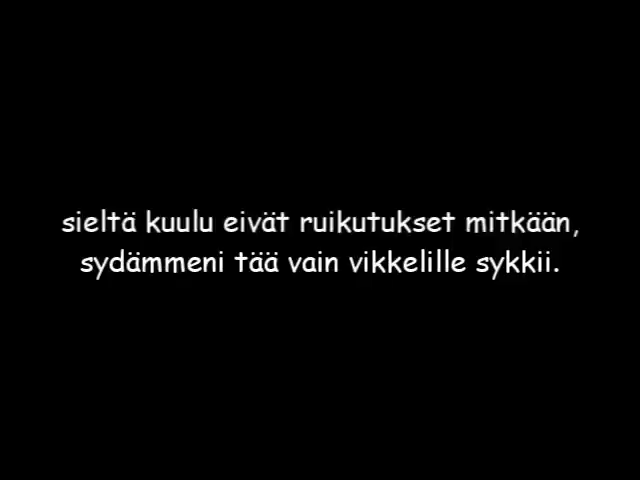 sieltä kuulu eivät ruikutukset mitkään,
sydämmeni tää vain vikkelille sykkii.